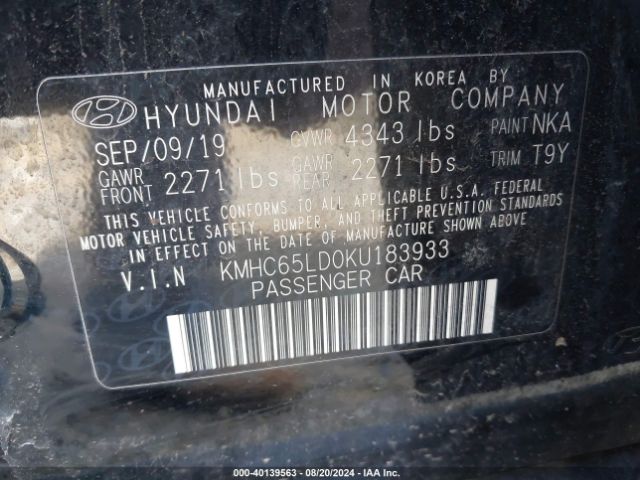 MANUFACTURED IN KOREA BY
HYUNDAI MOTOR COMPANY
SEP/09/19 GVWR 4343 lbs PAINT NKA
GAWR FRONT 2271 lbs GAWR REAR 2271 lbs TRIM T9Y
THIS VEHICLE CONFORMS TO ALL APPLICABLE U.S.A. FEDERAL
MOTOR VEHICLE SAFETY, BUMPER, AND THEFT PREVENTION STANDARDS
IN EFFECT ON THE DATE OF MANUFACTURE SHOWN ABOVE
V.I.N KMHC65LD0KU183933
PASSENGER CAR
000-40139563 - 08/20/2024 - IAA Inc.